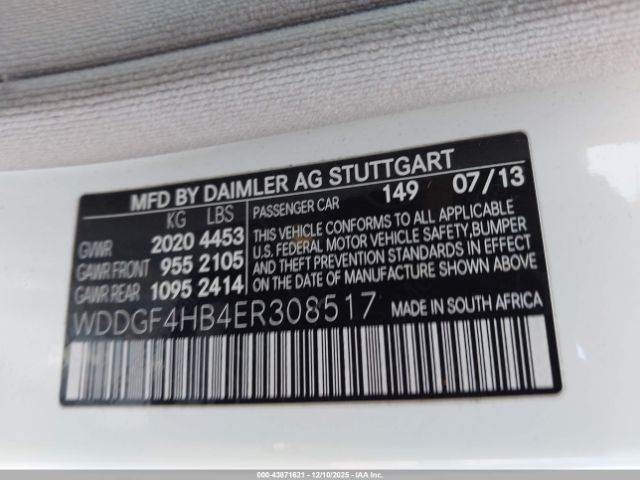 MFD BY DAIMLER AG STUTTGART
KG LBS
GVWR 2020 4453
GAWR FRONT 955 2105
GAWR REAR 1095 2414
PASSENGER CAR 149 07/13
THIS VEHICLE CONFORMS TO ALL APPLICABLE
U.S. FEDERAL MOTOR VEHICLE SAFETY,BUMPER
AND THEFT PREVENTION STANDARDS IN EFFECT
ON THE DATE OF MANUFACTURE SHOWN ABOVE.
WDDGF4HB4ER308517
MADE IN SOUTH AFRICA
000-43871621 - 12/10/2025 - IAA Inc.